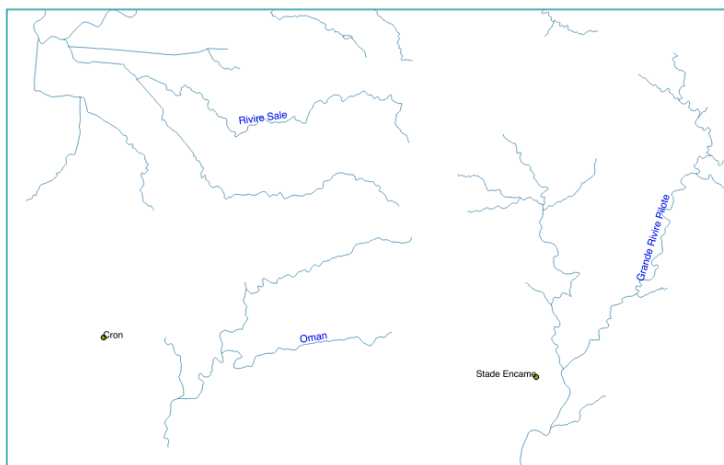 Rivire Sale
Grande Rivire Pilote
Cron
Oman
Stade Encame